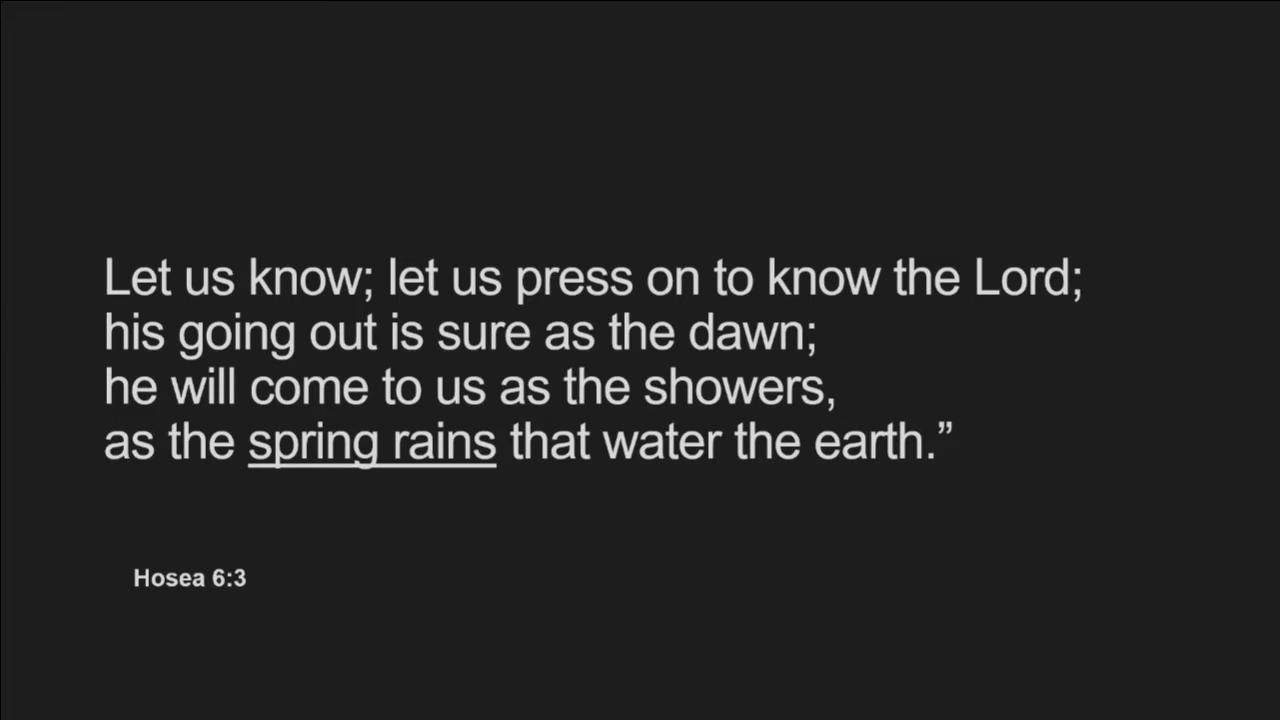 Let us know; let us press on to know the Lord;
his going out is sure as the dawn;
he will come to us as the showers,
as the spring rains that water the earth.”
Hosea 6:3